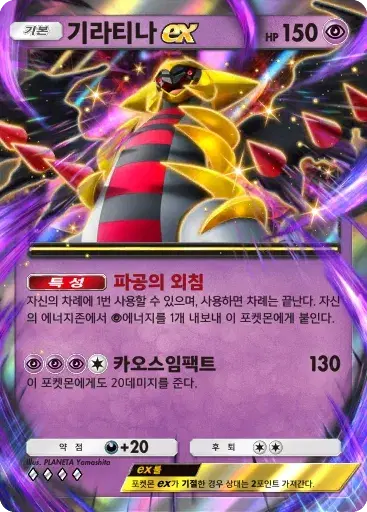 기본 기라티나 ex HP 150
특성 파공의 외침
자신의 차례에 1번 사용할 수 있으며, 사용하면 차례는 끝난다. 자신
의 에너지존에서 에너지를 1개 내보내 이 포켓몬에게 붙인다.
카오스임팩트 130
이 포켓몬에게도 20데미지를 준다.
약점 +20 후퇴
Illus. PLANETA Yamashita
ex 룰
포켓몬 ex가 기절한 경우 상대는 2포인트 가져간다.